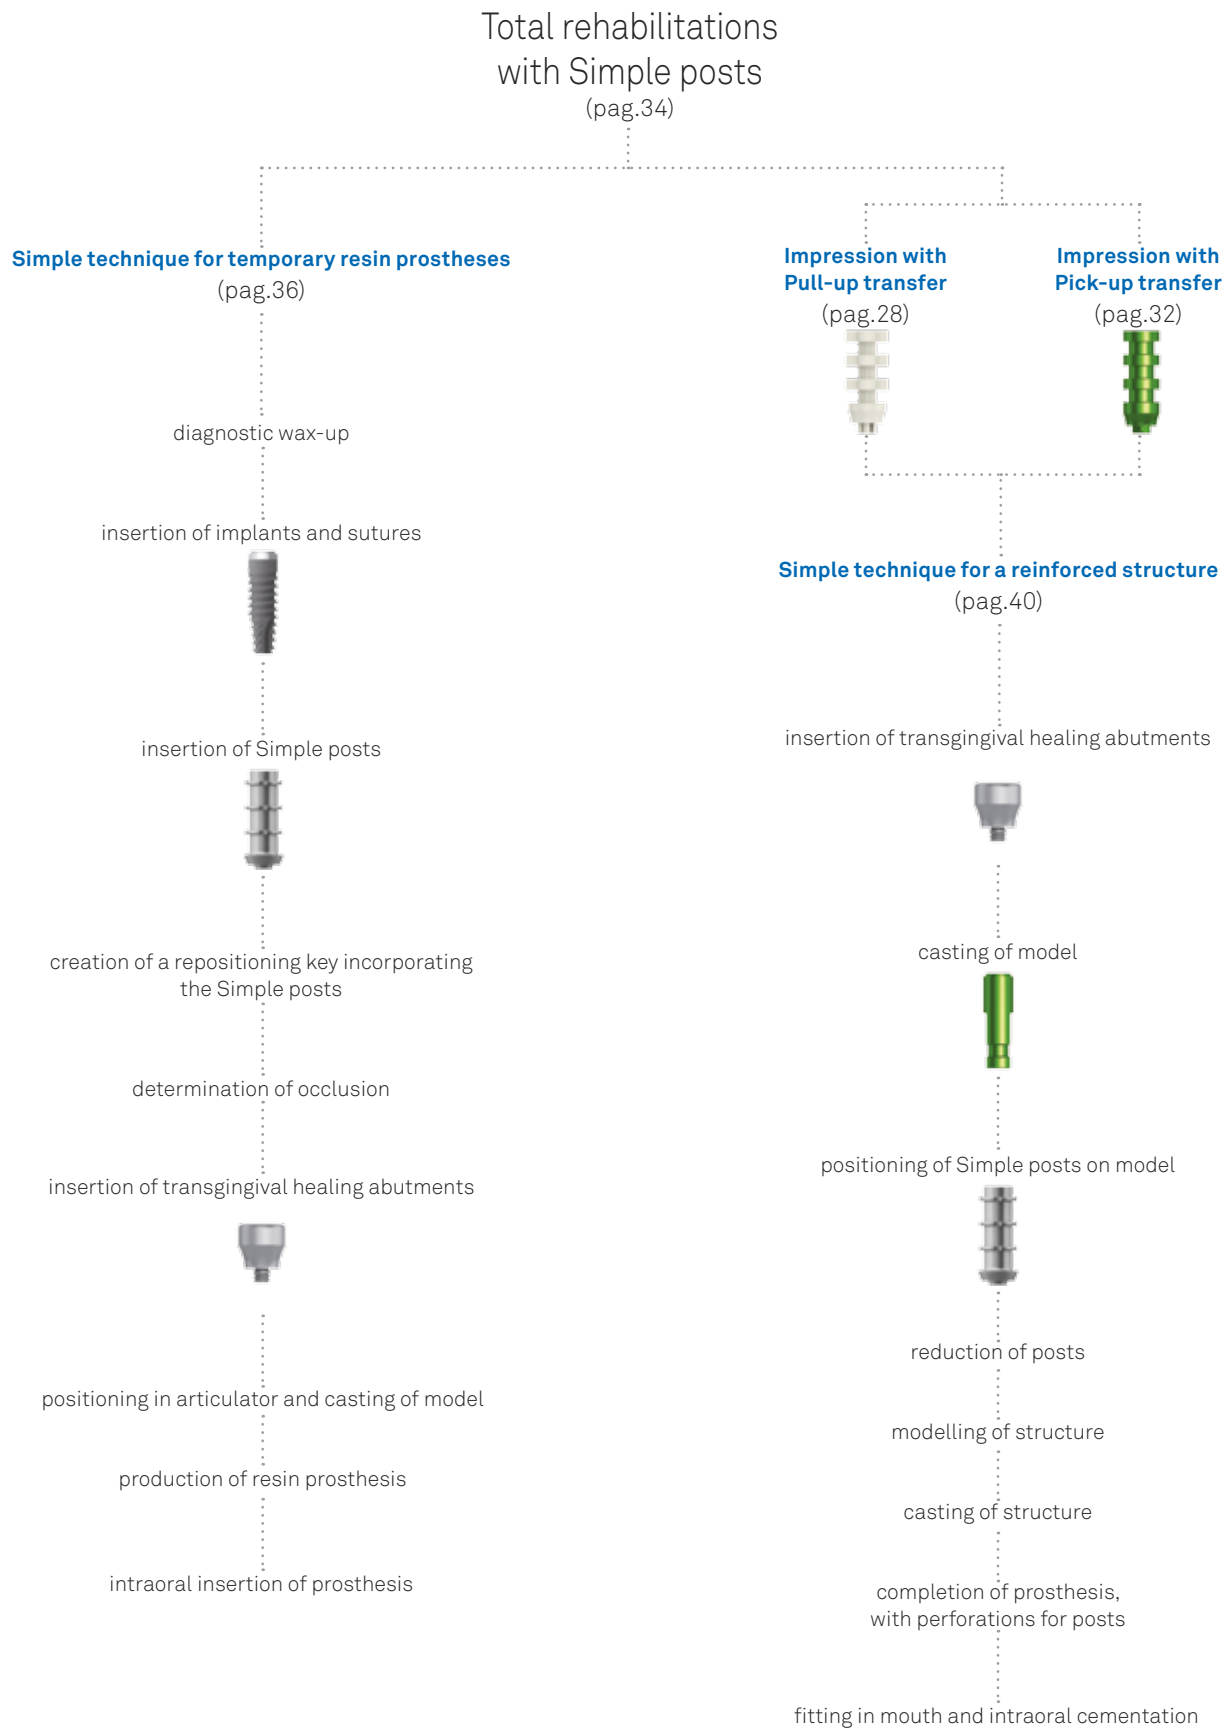 Total rehabilitations
with Simple posts
(pag.34)
Simple technique for temporary resin prostheses
(pag.36)
diagnostic wax-up
insertion of implants and sutures
insertion of Simple posts
creation of a repositioning key incorporating
the Simple posts
determination of occlusion
insertion of transgingival healing abutments
positioning in articulator and casting of model
production of resin prosthesis
intraoral insertion of prosthesis
Impression with
Pull-up transfer
(pag.28)
Impression with
Pick-up transfer
(pag.32)
Simple technique for a reinforced structure
(pag.40)
insertion of transgingival healing abutments
casting of model
positioning of Simple posts on model
reduction of posts
modelling of structure
casting of structure
completion of prosthesis,
with perforations for posts
fitting in mouth and intraoral cementation